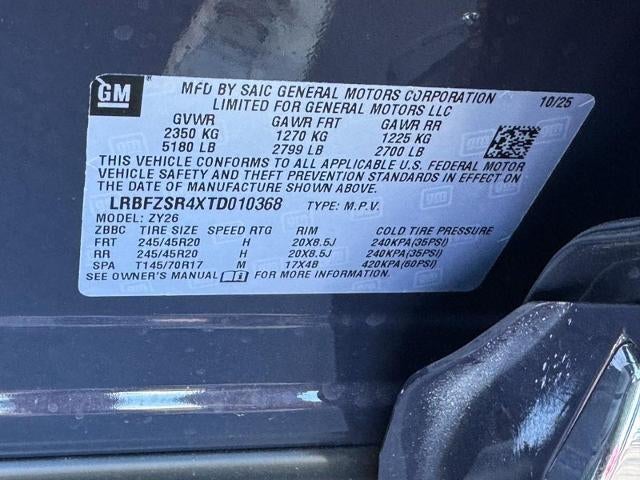 GM
MFD BY SAIC GENERAL MOTORS CORPORATION
LIMITED FOR GENERAL MOTORS LLC
10/25
GVWR GAWR FRT GAWR RR
2350 KG 1270 KG 1225 KG
5180 LB 2799 LB 2700 LB
THIS VEHICLE CONFORMS TO ALL APPLICABLE U.S. FEDERAL MOTOR
VEHICLE SAFETY AND THEFT PREVENTION STANDARDS IN EFFECT ON
THE DATE OF MANUFACTURE SHOWN ABOVE.
LRBFZSR4XTD010368 TYPE: M.P.V.
MODEL: ZY26
ZBBC TIRE SIZE SPEED RTG RIM COLD TIRE PRESSURE
FRT 245/45R20 H 20X8.5J 240KPA(35PSI)
RR 245/45R20 H 20X8.5J 240KPA(35PSI)
SPA T145/70R17 M 17X4B 420KPA(60PSI)
SEE OWNER'S MANUAL FOR MORE INFORMATION.